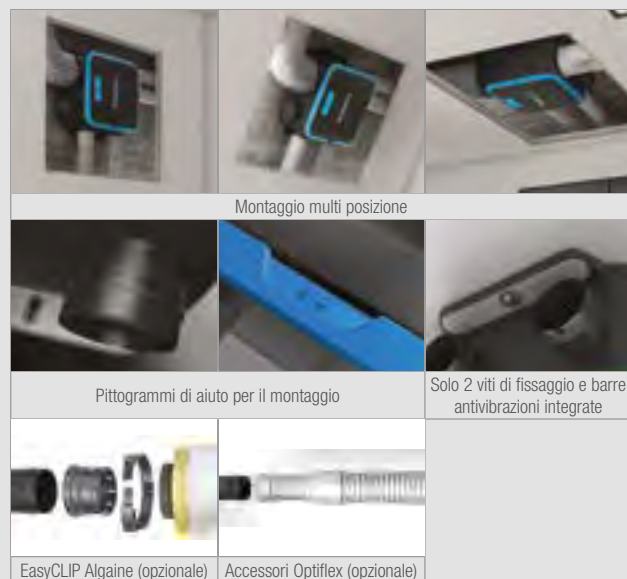 Montaggio multi posizione
Pittogrammi di aiuto per il montaggio
Solo 2 viti di fissaggio e barre
antivibrazioni integrate
EasyCLIP Algaine (opzionale)
Accessori Optiflex (opzionale)